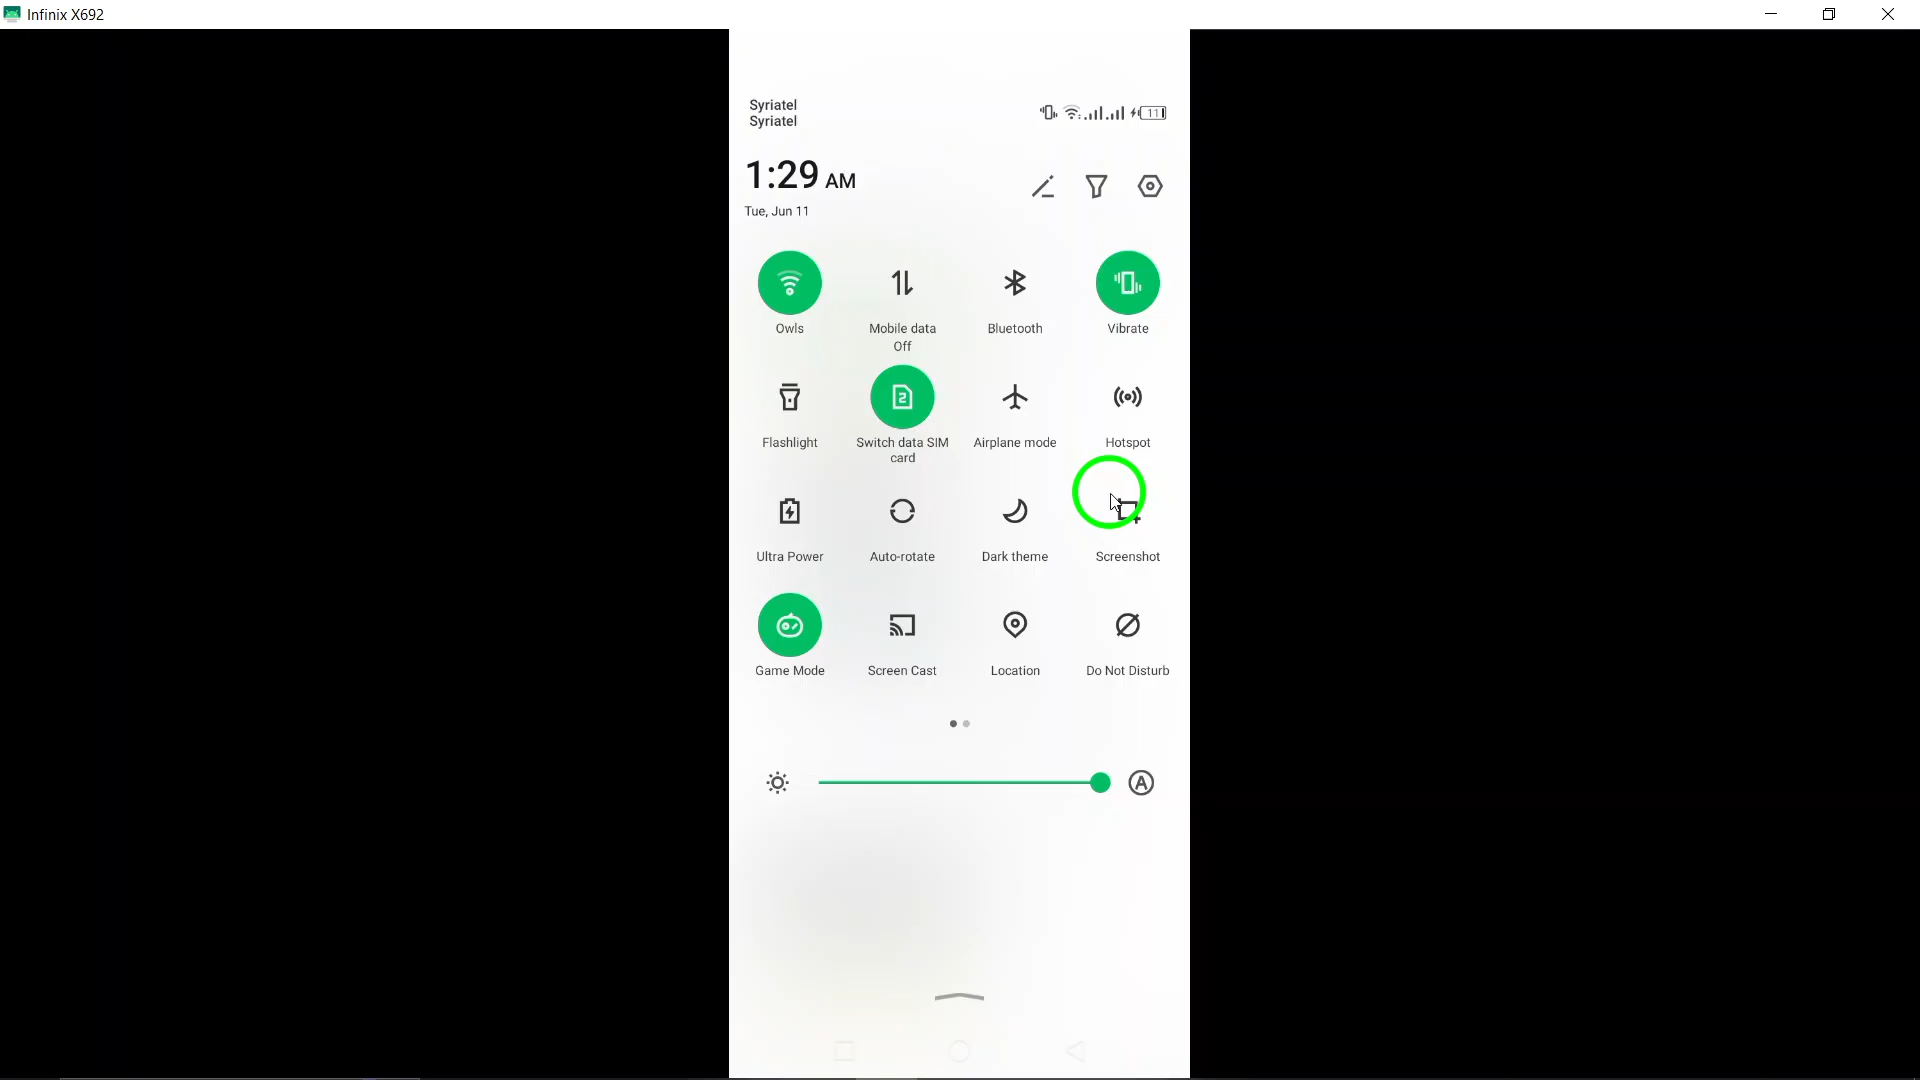 Infinix X692
Syriatel
Syriatel
11
1:29 AM
Tue, Jun 11
Owls
Mobile data
Off
Bluetooth
Vibrate
Flashlight
2
Switch data SIM
card
Airplane mode
Hotspot
Ultra Power
Auto-rotate
Dark theme
Screenshot
Game Mode
Screen Cast
Location
Do Not Disturb
A